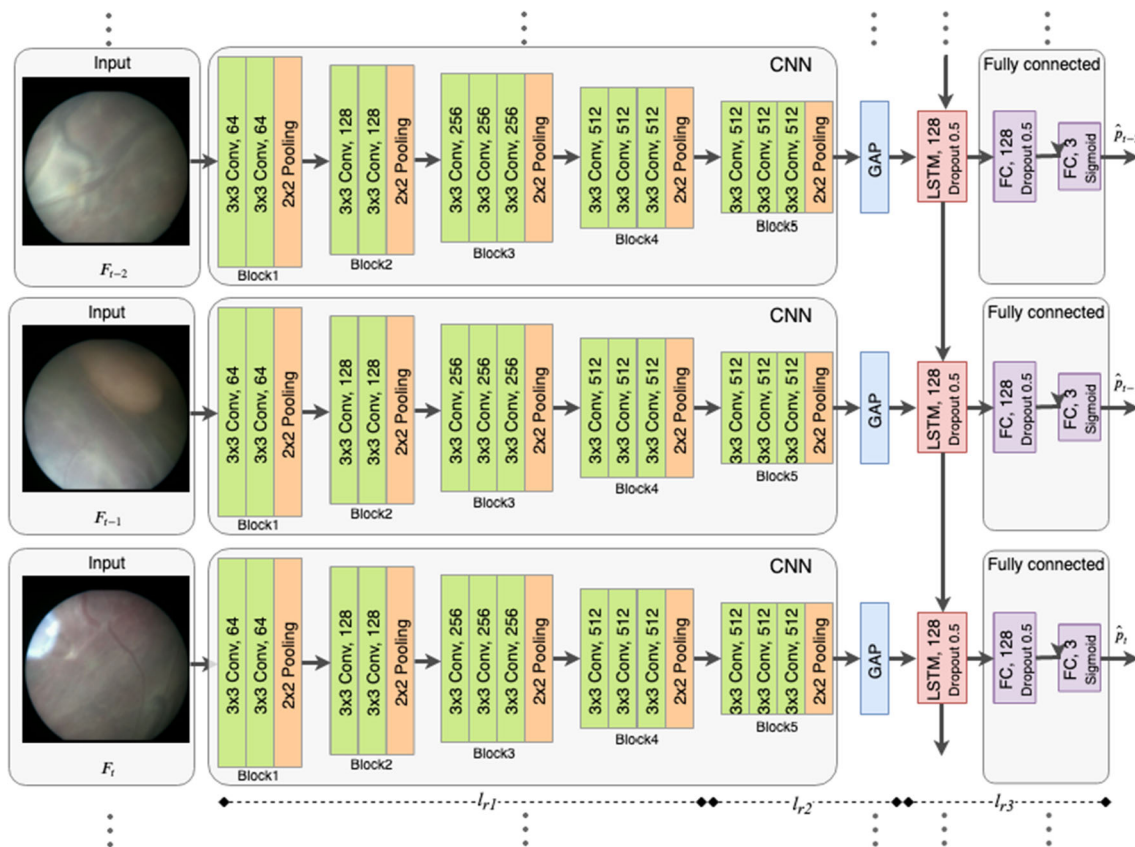 Input
CNN
Fully connected
3x3 Conv, 64
3x3 Conv, 64
2x2 Pooling
Block1
3x3 Conv, 128
3x3 Conv, 128
2x2 Pooling
Block2
3x3 Conv, 256
3x3 Conv, 256
3x3 Conv, 256
2x2 Pooling
Block3
3x3 Conv, 512
3x3 Conv, 512
3x3 Conv, 512
2x2 Pooling
Block4
3x3 Conv, 512
3x3 Conv, 512
3x3 Conv, 512
2x2 Pooling
Block5
GAP
LSTM, 128
Dropout 0.5
FC, 128
Dropout 0.5
FC, 3
Sigmoid
p̂t-
Ft−2
Input
CNN
Fully connected
3x3 Conv, 64
3x3 Conv, 64
2x2 Pooling
Block1
3x3 Conv, 128
3x3 Conv, 128
2x2 Pooling
Block2
3x3 Conv, 256
3x3 Conv, 256
3x3 Conv, 256
2x2 Pooling
Block3
3x3 Conv, 512
3x3 Conv, 512
3x3 Conv, 512
2x2 Pooling
Block4
3x3 Conv, 512
3x3 Conv, 512
3x3 Conv, 512
2x2 Pooling
Block5
GAP
LSTM, 128
Dropout 0.5
FC, 128
Dropout 0.5
FC, 3
Sigmoid
p̂t-
Ft−1
Input
CNN
Fully connected
3x3 Conv, 64
3x3 Conv, 64
2x2 Pooling
Block1
3x3 Conv, 128
3x3 Conv, 128
2x2 Pooling
Block2
3x3 Conv, 256
3x3 Conv, 256
3x3 Conv, 256
2x2 Pooling
Block3
3x3 Conv, 512
3x3 Conv, 512
3x3 Conv, 512
2x2 Pooling
Block4
3x3 Conv, 512
3x3 Conv, 512
3x3 Conv, 512
2x2 Pooling
Block5
GAP
LSTM, 128
Dropout 0.5
FC, 128
Dropout 0.5
FC, 3
Sigmoid
p̂t
Ft
lr1
lr2
lr3